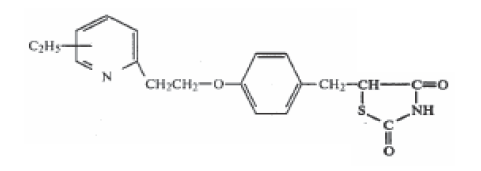 C₂H₅
N
CH₂CH₂–O
CH₂–CH–C=O
S NH
C
O